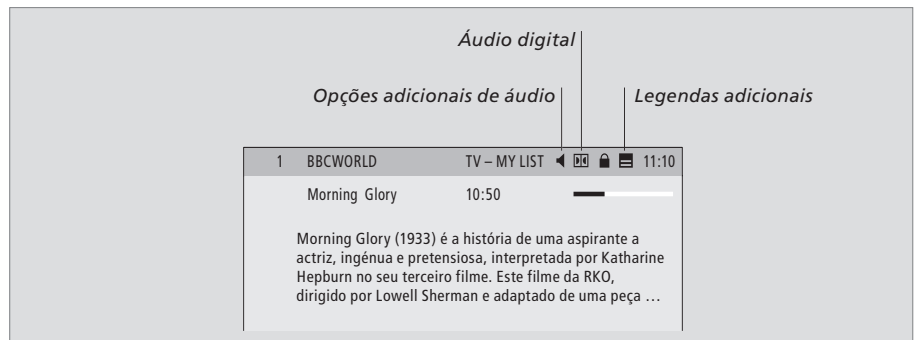 Áudio digital
Opções adicionais de áudio
Legendas adicionais
1 BBCWORLD TV – MY LIST 11:10
Morning Glory 10:50
Morning Glory (1933) é a história de uma aspirante a
actriz, ingénua e pretensiosa, interpretada por Katharine
Hepburn no seu terceiro filme. Este filme da RKO,
dirigido por Lowell Sherman e adaptado de uma peça …